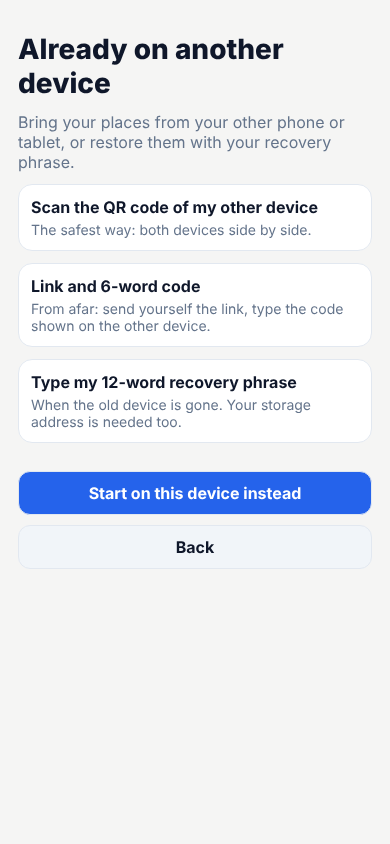 Already on another
device
Bring your places from your other phone or
tablet, or restore them with your recovery
phrase.
Scan the QR code of my other device
The safest way: both devices side by side.
Link and 6-word code
From afar: send yourself the link, type the code
shown on the other device.
Type my 12-word recovery phrase
When the old device is gone. Your storage
address is needed too.
Start on this device instead
Back